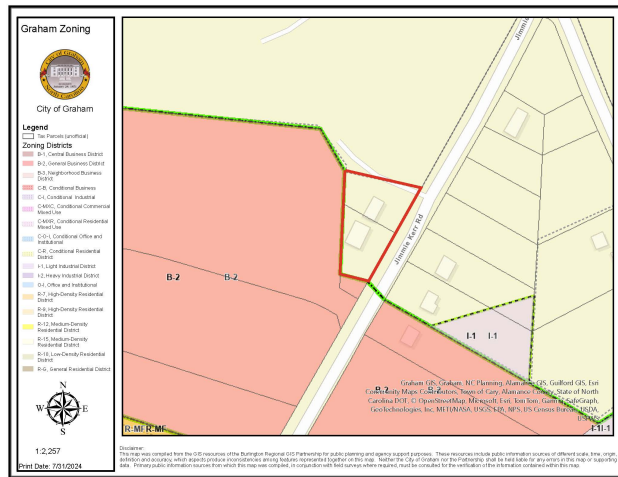 Graham Zoning
City of Graham
North Carolina
City of Graham
Legend
Tax Parcels (unofficial)
Zoning Districts
B-1, Central Business District
B-2, General Business District
B-3, Neighborhood Business
District
C-B, Conditional Business
C-I, Conditional Industrial
C-MXC, Conditional Commercial
Mixed Use
C-MXR, Conditional Residential
Mixed Use
C-O-I, Conditional Office and
Institutional
C-R, Conditional Residential
District
I-1, Light Industrial District
I-2, Heavy Industrial District
O-I, Office and Institutional
R-7, High-Density Residential
District
R-9, High-Density Residential
District
R-12, Medium-Density
Residential District
R-15, Medium-Density
Residential District
R-18, Low-Density Residential
District
R-G, General Residential District
N
W E
S
1:2,257
Print Date: 7/31/2024
Jimmie
Jimmie Kerr Rd
B-2
B-2
I-1
I-1
B-2
B-2
R-MF
R-MF
I-1
I-1
Graham GIS, Graham, NC Planning, Alamance GIS, Guilford GIS, Esri
Community Maps Contributors, Town of Cary, Alamance County, State of North
Carolina DOT, © OpenStreetMap, Microsoft, Esri, TomTom, Garmin, SafeGraph,
GeoTechnologies, Inc, METI/NASA, USGS, EPA, NPS, US Census Bureau, USDA,
USFWS
Disclaimer:
This map was compiled from the GIS resources of the Burlington Regional GIS Partnership for public planning and agency support purposes. These resources include public information sources of different scale, time, origin,
definition and accuracy, which aspects produce inconsistencies among features represented together on this map. Neither the City of Graham nor the Partnership shall be held liable for any errors in this map or supporting
data. Primary public information sources from which this map was compiled, in conjunction with field surveys where required, must be consulted for the verification of the information contained within this map.